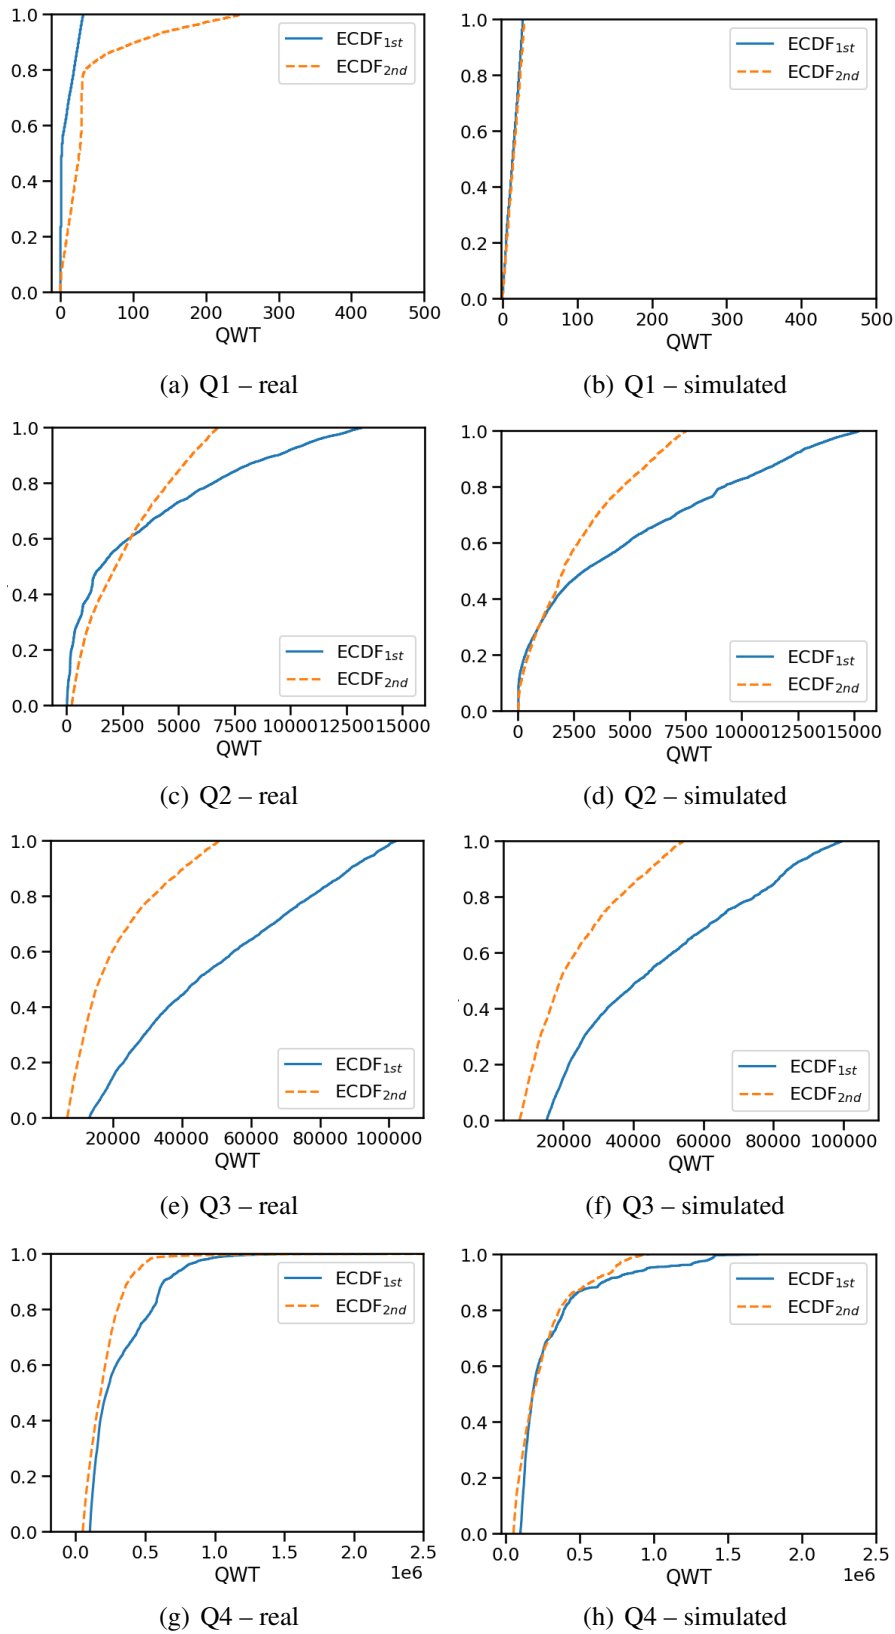 1.0
0.8
0.6
0.4
0.2
0.0
0 100 200 300 400 500
QWT
ECDF1st
ECDF2nd
(a) Q1 – real
1.0
0.8
0.6
0.4
0.2
0.0
0 100 200 300 400 500
QWT
ECDF1st
ECDF2nd
(b) Q1 – simulated
1.0
0.8
0.6
0.4
0.2
0.0
0 2500 5000 7500 10000 12500 15000
QWT
ECDF1st
ECDF2nd
(c) Q2 – real
1.0
0.8
0.6
0.4
0.2
0.0
0 2500 5000 7500 10000 12500 15000
QWT
ECDF1st
ECDF2nd
(d) Q2 – simulated
1.0
0.8
0.6
0.4
0.2
0.0
20000 40000 60000 80000 100000
QWT
ECDF1st
ECDF2nd
(e) Q3 – real
1.0
0.8
0.6
0.4
0.2
0.0
20000 40000 60000 80000 100000
QWT
ECDF1st
ECDF2nd
(f) Q3 – simulated
1.0
0.8
0.6
0.4
0.2
0.0
0.0 0.5 1.0 1.5 2.0 2.5
QWT
1e6
ECDF1st
ECDF2nd
(g) Q4 – real
1.0
0.8
0.6
0.4
0.2
0.0
0.0 0.5 1.0 1.5 2.0 2.5
QWT
1e6
ECDF1st
ECDF2nd
(h) Q4 – simulated